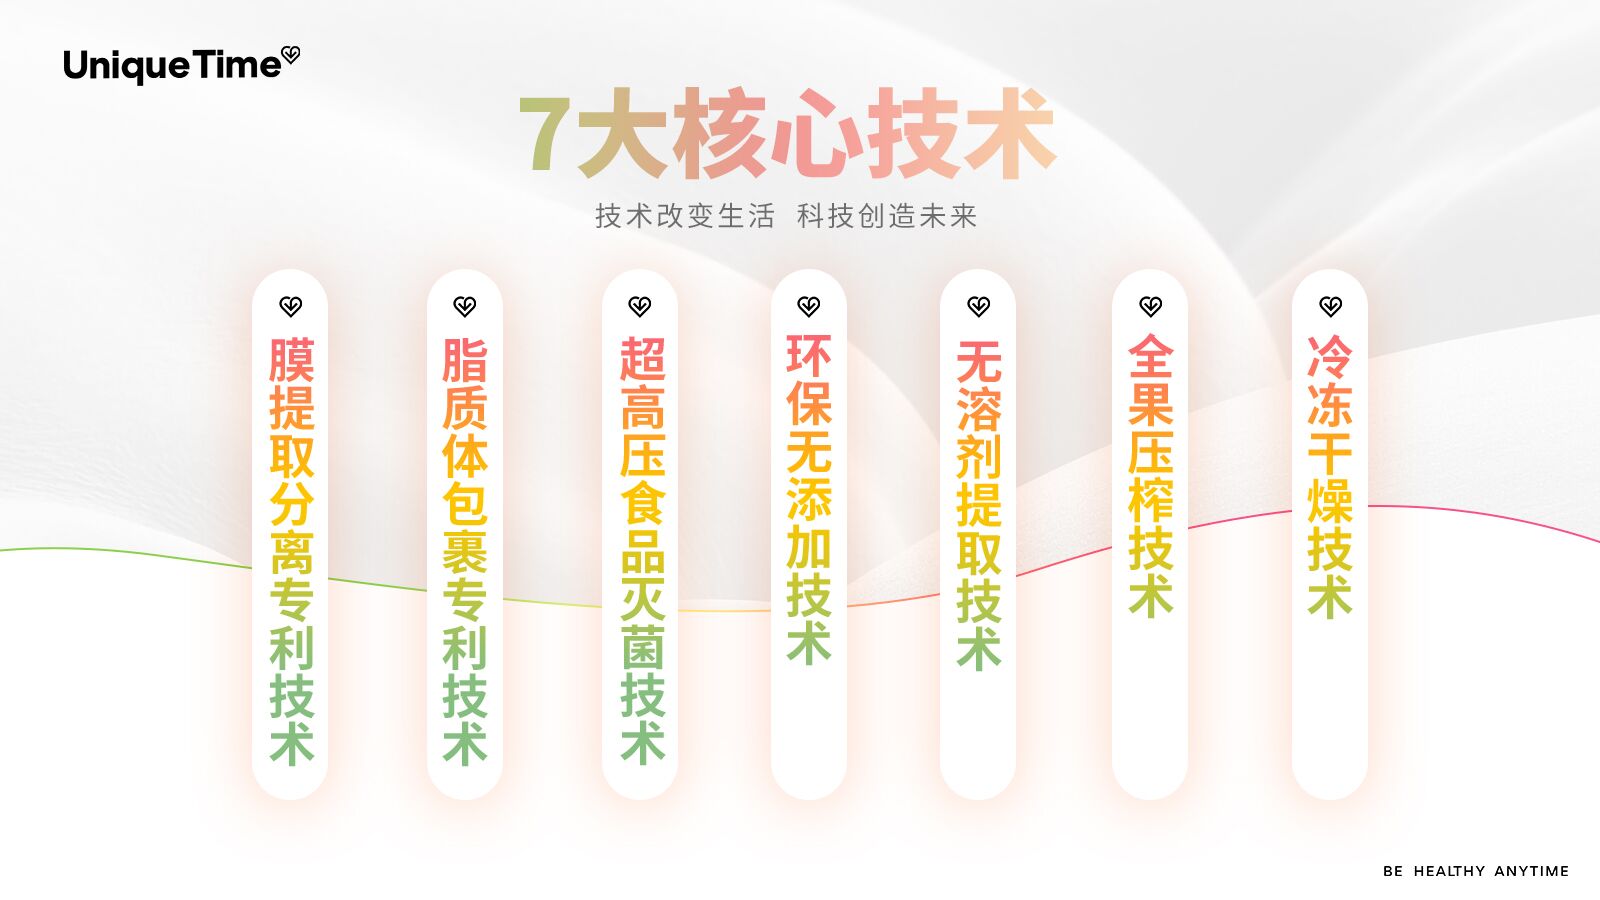 UniqueTime
7大核心技术
技术改变生活 科技创造未来
膜提取分离专利技术
脂质体包裹专利技术
超高压食品灭菌技术
环保无添加技术
无溶剂提取技术
全果压榨技术
冷冻干燥技术
BE HEALTHY ANYTIME